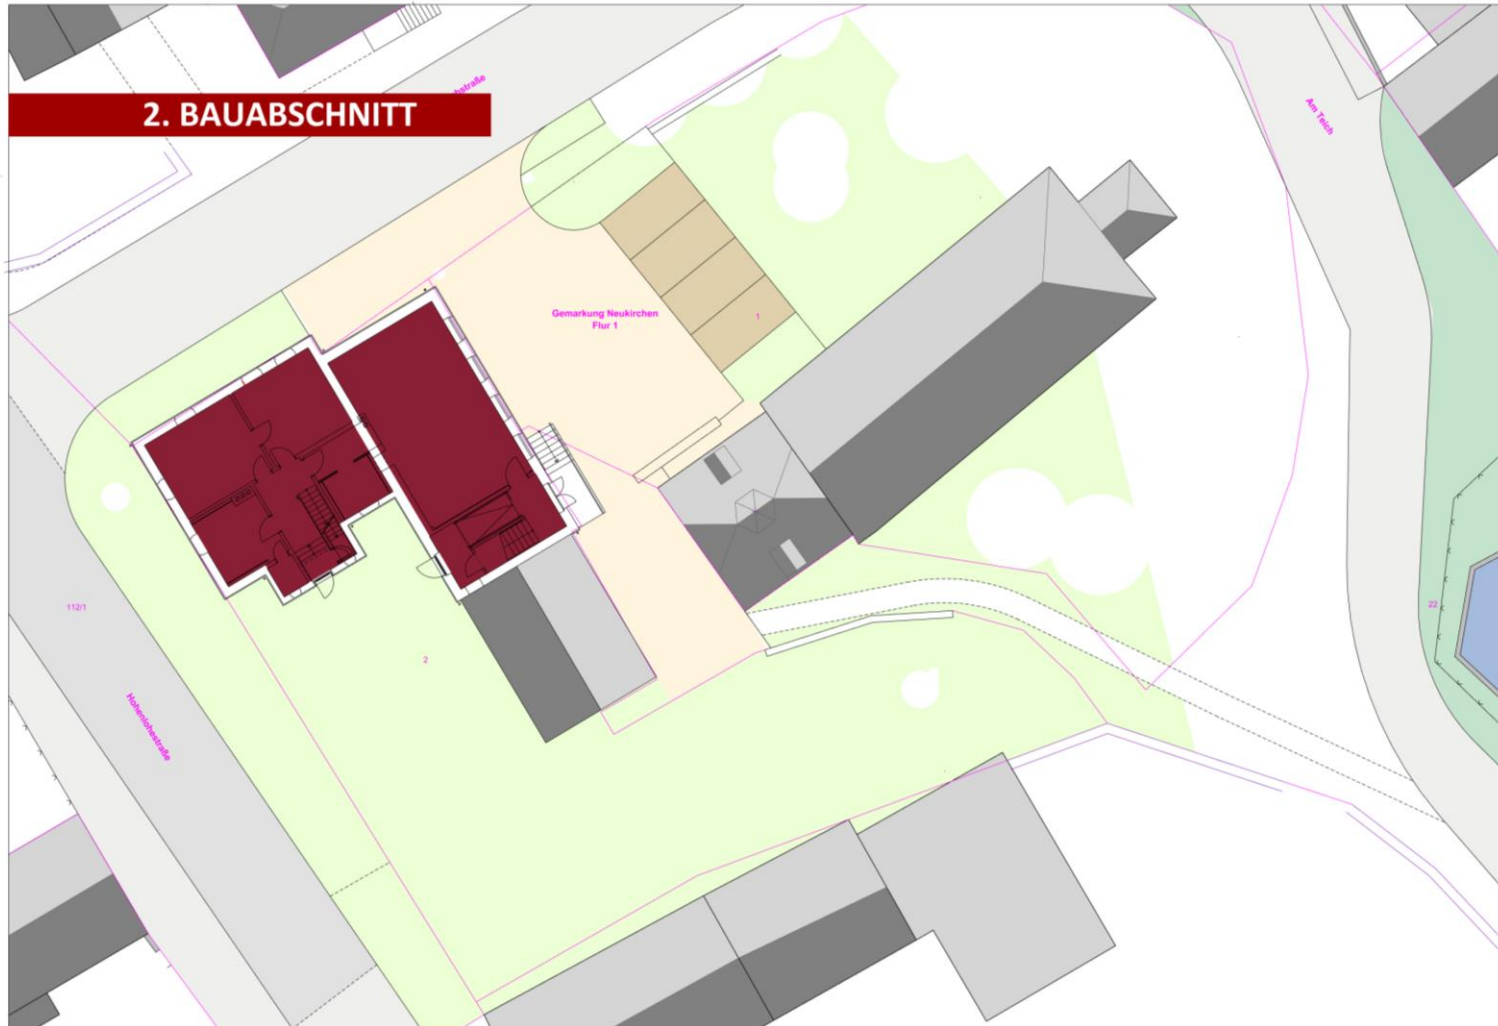 2. BAUABSCHNITT
Am Teich
Gemarkung Neukirchen
Flur 1
1
112/1
2
22
Hohenlohestraße